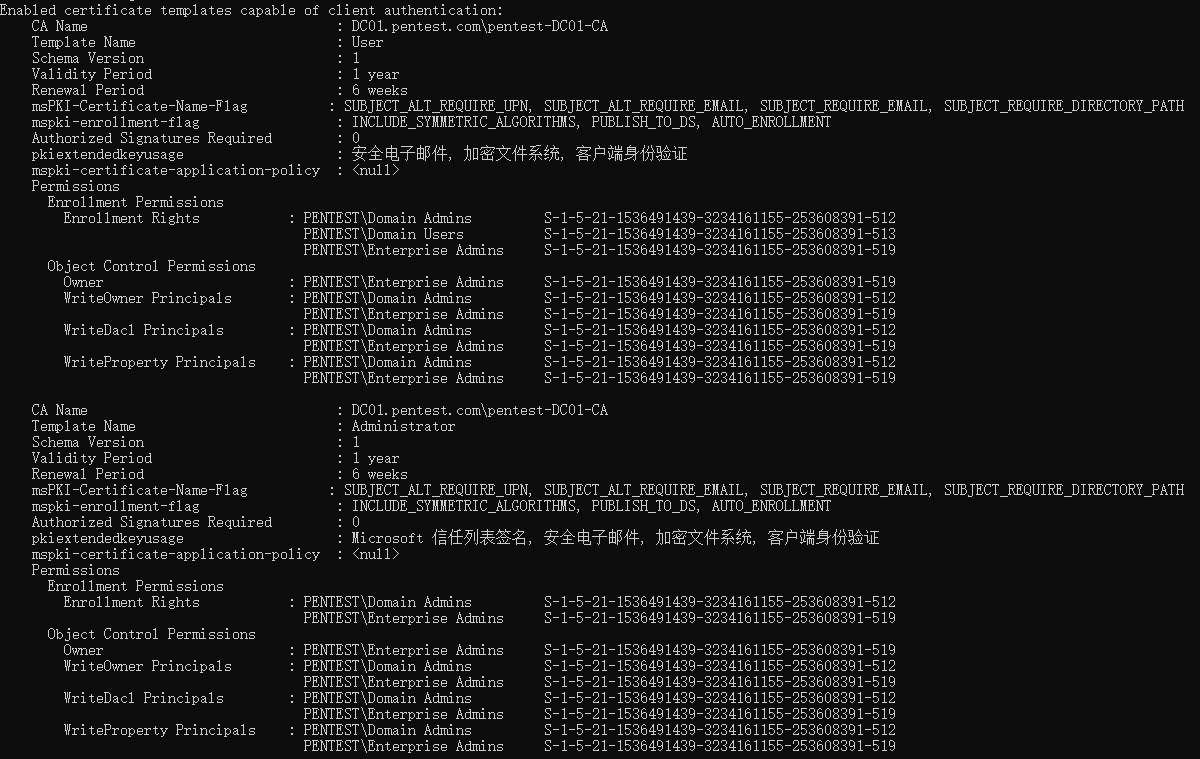 Enabled certificate templates capable of client authentication:
CA Name : DC01.pentest.com\pentest-DC01-CA
Template Name : User
Schema Version : 1
Validity Period : 1 year
Renewal Period : 6 weeks
msPKI-Certificate-Name-Flag : SUBJECT_ALT_REQUIRE_UPN, SUBJECT_ALT_REQUIRE_EMAIL, SUBJECT_REQUIRE_EMAIL, SUBJECT_REQUIRE_DIRECTORY_PATH
mspki-enrollment-flag : INCLUDE_SYMMETRIC_ALGORITHMS, PUBLISH_TO_DS, AUTO_ENROLLMENT
Authorized Signatures Required : 0
pkiextendedkeyusage : 安全电子邮件, 加密文件系统, 客户端身份验证
mspki-certificate-application-policy : <null>
Permissions
Enrollment Permissions
Enrollment Rights : PENTEST\Domain Admins S-1-5-21-1536491439-3234161155-253608391-512
PENTEST\Domain Users S-1-5-21-1536491439-3234161155-253608391-513
PENTEST\Enterprise Admins S-1-5-21-1536491439-3234161155-253608391-519
Object Control Permissions
Owner : PENTEST\Enterprise Admins S-1-5-21-1536491439-3234161155-253608391-519
WriteOwner Principals : PENTEST\Domain Admins S-1-5-21-1536491439-3234161155-253608391-512
PENTEST\Enterprise Admins S-1-5-21-1536491439-3234161155-253608391-519
WriteDacl Principals : PENTEST\Domain Admins S-1-5-21-1536491439-3234161155-253608391-512
PENTEST\Enterprise Admins S-1-5-21-1536491439-3234161155-253608391-519
WriteProperty Principals : PENTEST\Domain Admins S-1-5-21-1536491439-3234161155-253608391-512
PENTEST\Enterprise Admins S-1-5-21-1536491439-3234161155-253608391-519
CA Name : DC01.pentest.com\pentest-DC01-CA
Template Name : Administrator
Schema Version : 1
Validity Period : 1 year
Renewal Period : 6 weeks
msPKI-Certificate-Name-Flag : SUBJECT_ALT_REQUIRE_UPN, SUBJECT_ALT_REQUIRE_EMAIL, SUBJECT_REQUIRE_EMAIL, SUBJECT_REQUIRE_DIRECTORY_PATH
mspki-enrollment-flag : INCLUDE_SYMMETRIC_ALGORITHMS, PUBLISH_TO_DS, AUTO_ENROLLMENT
Authorized Signatures Required : 0
pkiextendedkeyusage : Microsoft 信任列表签名, 安全电子邮件, 加密文件系统, 客户端身份验证
mspki-certificate-application-policy : <null>
Permissions
Enrollment Permissions
Enrollment Rights : PENTEST\Domain Admins S-1-5-21-1536491439-3234161155-253608391-512
PENTEST\Enterprise Admins S-1-5-21-1536491439-3234161155-253608391-519
Object Control Permissions
Owner : PENTEST\Enterprise Admins S-1-5-21-1536491439-3234161155-253608391-519
WriteOwner Principals : PENTEST\Domain Admins S-1-5-21-1536491439-3234161155-253608391-512
PENTEST\Enterprise Admins S-1-5-21-1536491439-3234161155-253608391-519
WriteDacl Principals : PENTEST\Domain Admins S-1-5-21-1536491439-3234161155-253608391-512
PENTEST\Enterprise Admins S-1-5-21-1536491439-3234161155-253608391-519
WriteProperty Principals : PENTEST\Domain Admins S-1-5-21-1536491439-3234161155-253608391-512
PENTEST\Enterprise Admins S-1-5-21-1536491439-3234161155-253608391-519